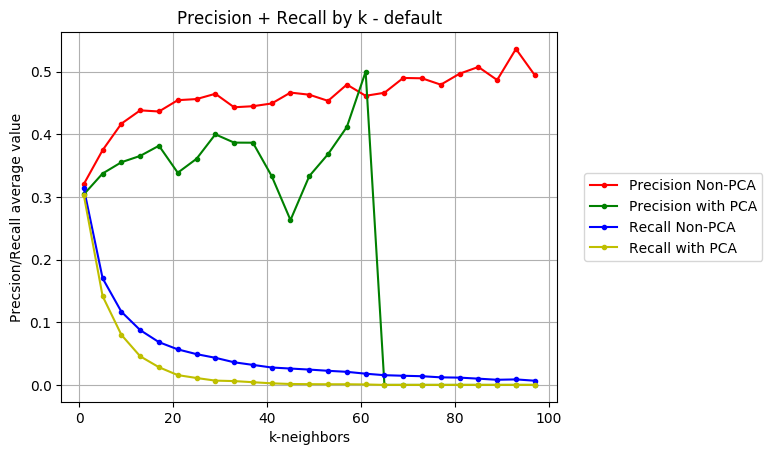 Precision + Recall by k - default
Precsion/Recall average value
0.5
0.4
0.3
0.2
0.1
0.0
0 20 40 60 80 100
k-neighbors
Precision Non-PCA
Precision with PCA
Recall Non-PCA
Recall with PCA